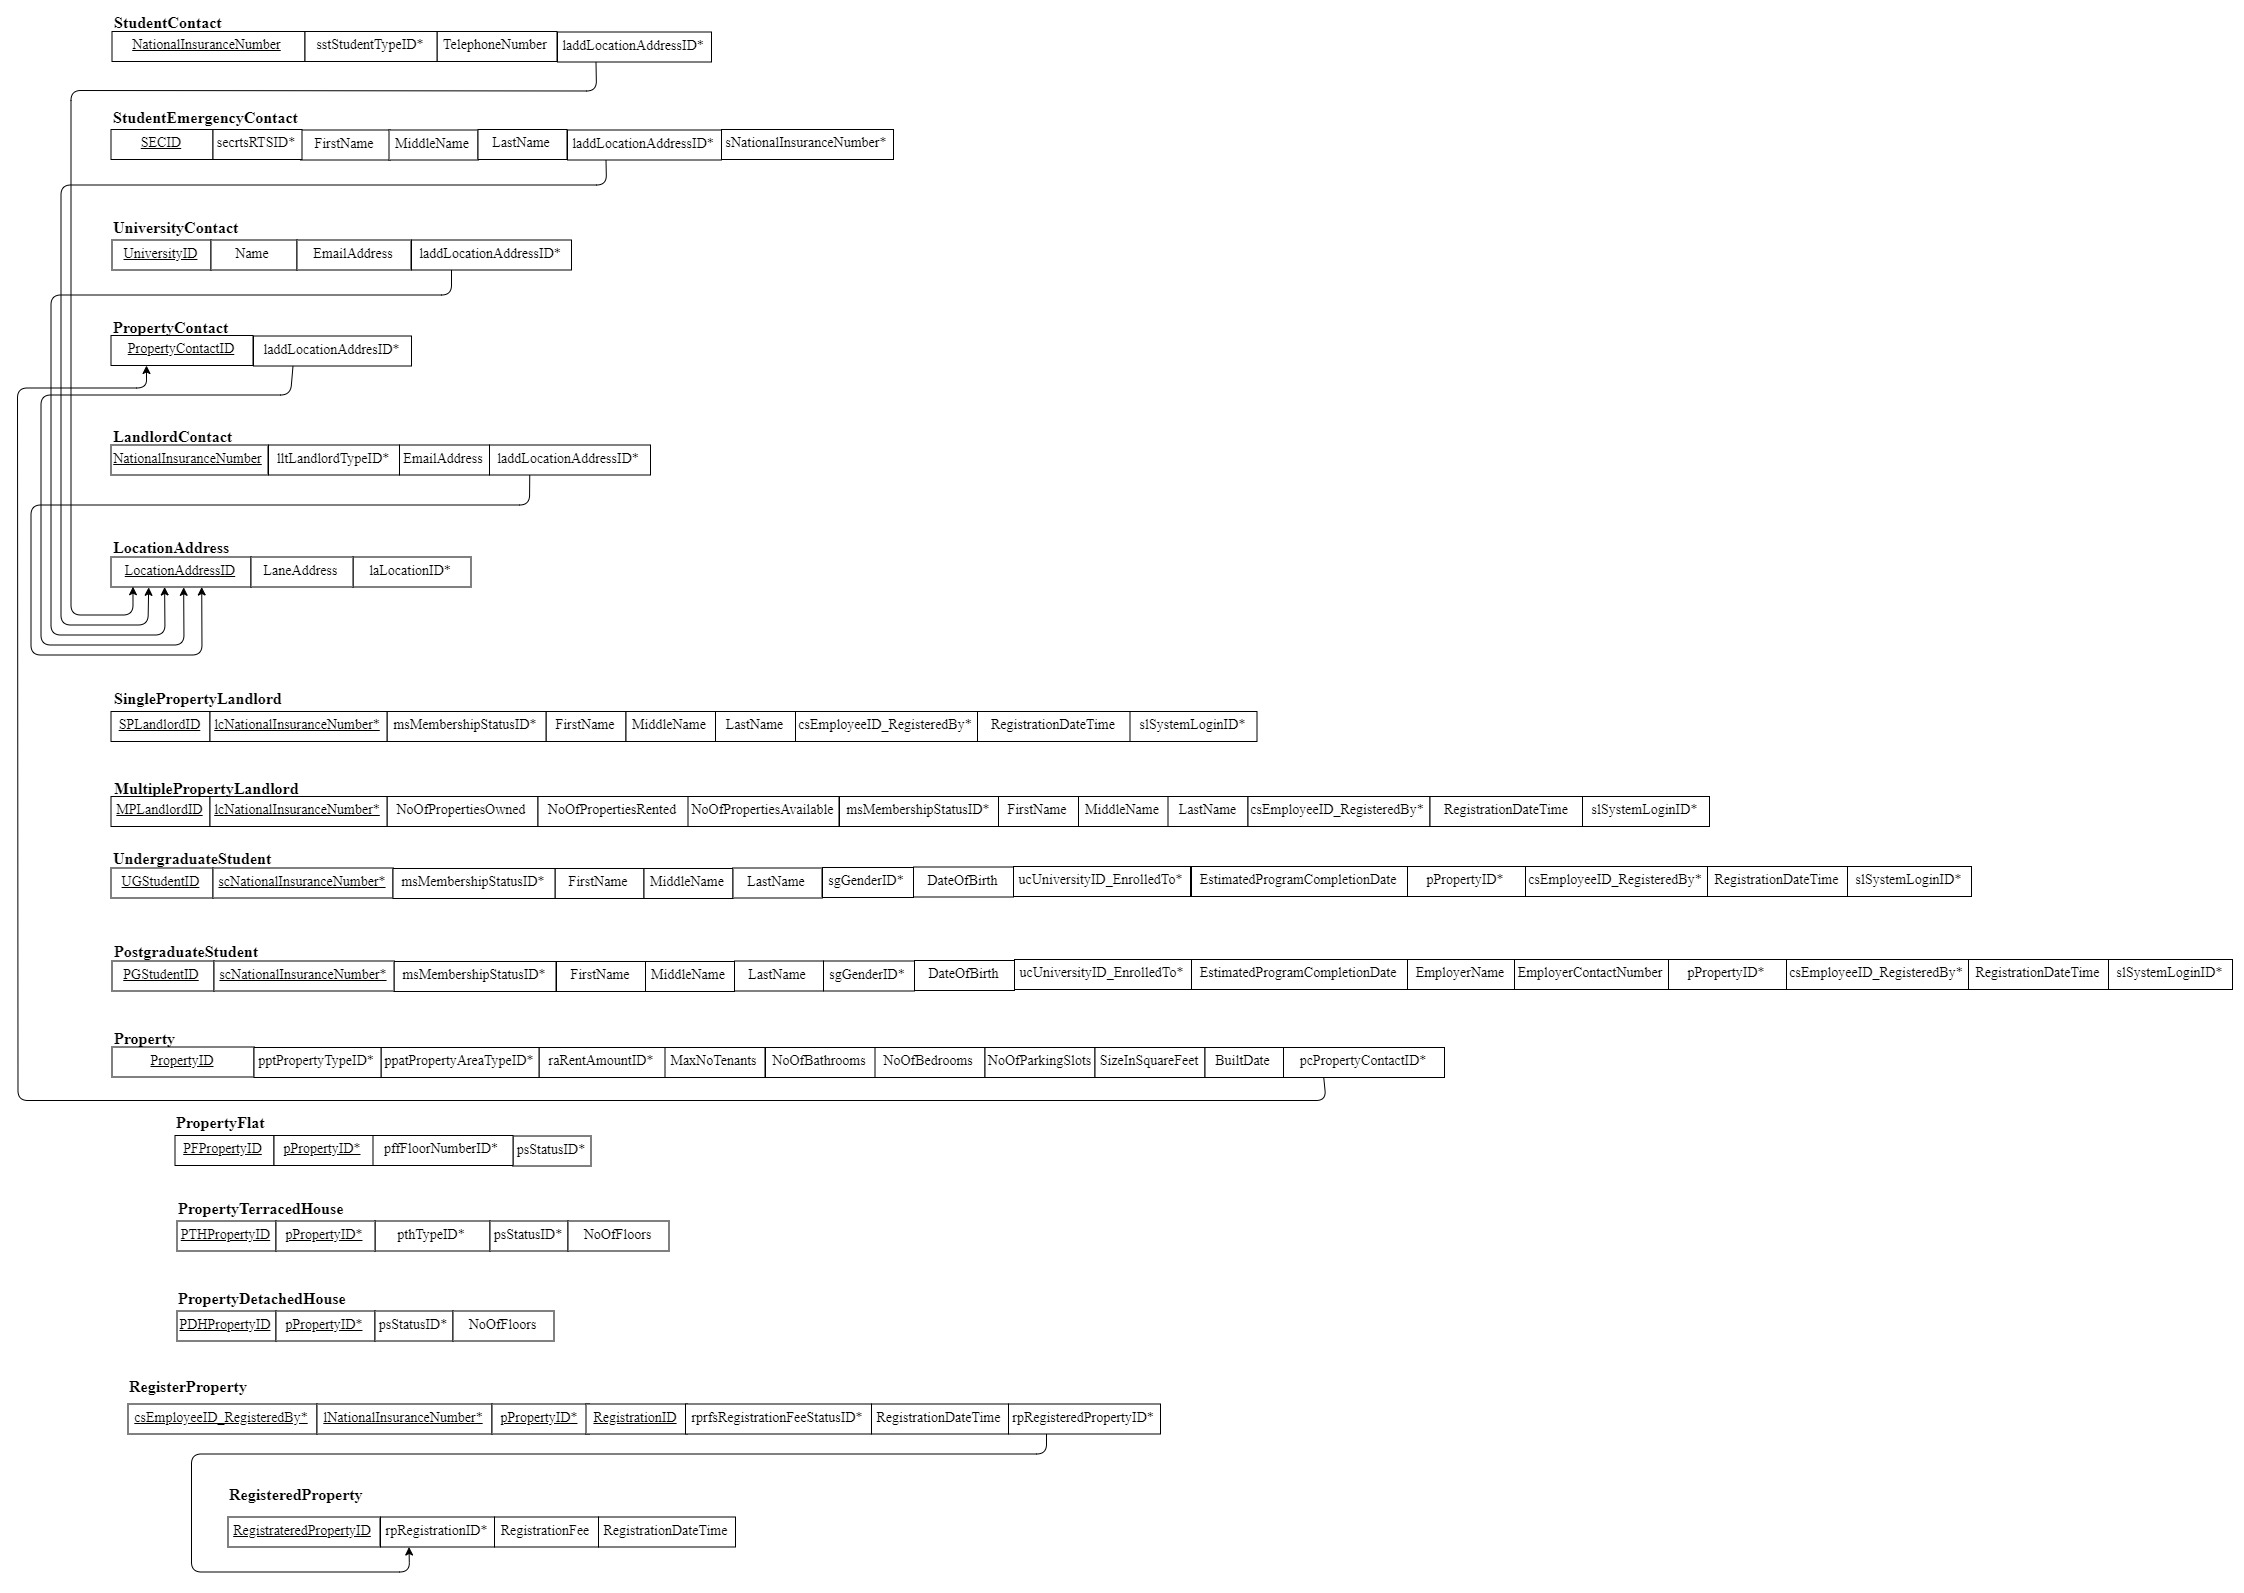 StudentContact
NationalInsuranceNumber sstStudentTypeID* TelephoneNumber laddLocationAddressID*
StudentEmergencyContact
SECID secrtsRTSID* FirstName MiddleName LastName laddLocationAddressID* sNationalInsuranceNumber*
UniversityContact
UniversityID Name EmailAddress laddLocationAddressID*
PropertyContact
PropertyContactID laddLocationAddresID*
LandlordContact
NationalInsuranceNumber lltLandlordTypeID* EmailAddress laddLocationAddressID*
LocationAddress
LocationAddressID LaneAddress laLocationID*
SinglePropertyLandlord
SPLandlordID lcNationalInsuranceNumber* msMembershipStatusID* FirstName MiddleName LastName csEmployeeID_RegisteredBy* RegistrationDateTime slSystemLoginID*
MultiplePropertyLandlord
MPLandlordID lcNationalInsuranceNumber* NoOfPropertiesOwned NoOfPropertiesRented NoOfPropertiesAvailable msMembershipStatusID* FirstName MiddleName LastName csEmployeeID_RegisteredBy* RegistrationDateTime slSystemLoginID*
UndergraduateStudent
UGStudentID scNationalInsuranceNumber* msMembershipStatusID* FirstName MiddleName LastName sgGenderID* DateOfBirth ucUniversityID_EnrolledTo* EstimatedProgramCompletionDate pPropertyID* csEmployeeID_RegisteredBy* RegistrationDateTime slSystemLoginID*
PostgraduateStudent
PGStudentID scNationalInsuranceNumber* msMembershipStatusID* FirstName MiddleName LastName sgGenderID* DateOfBirth ucUniversityID_EnrolledTo* EstimatedProgramCompletionDate EmployerName EmployerContactNumber pPropertyID* csEmployeeID_RegisteredBy* RegistrationDateTime slSystemLoginID*
Property
PropertyID pptPropertyTypeID* ppatPropertyAreaTypeID* raRentAmountID* MaxNoTenants NoOfBathrooms NoOfBedrooms NoOfParkingSlots SizeInSquareFeet BuiltDate pcPropertyContactID*
PropertyFlat
PFPropertyID pPropertyID* pffFloorNumberID* psStatusID*
PropertyTerracedHouse
PTHPropertyID pPropertyID* pthTypeID* psStatusID* NoOfFloors
PropertyDetachedHouse
PDHPropertyID pPropertyID* psStatusID* NoOfFloors
RegisterProperty
csEmployeeID_RegisteredBy* lNationalInsuranceNumber* pPropertyID* RegistrationID rprfsRegistrationFeeStatusID* RegistrationDateTime rpRegisteredPropertyID*
RegisteredProperty
RegistrateredPropertyID rpRegistrationID* RegistrationFee RegistrationDateTime